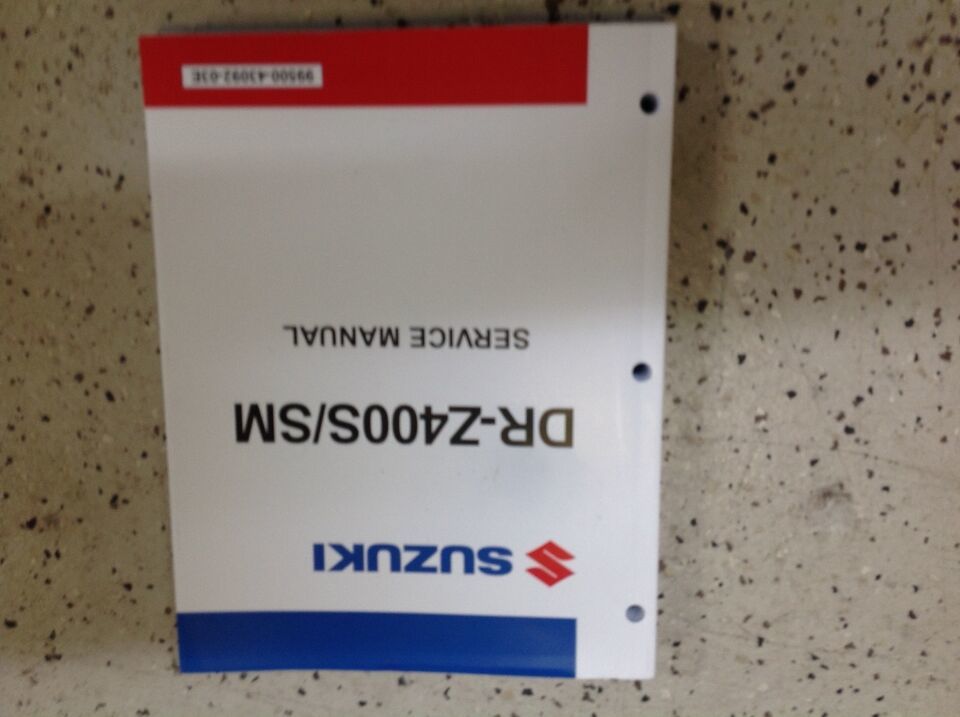 SUZUKI
DR-Z400S/SM
SERVICE MANUAL
99500-43092-03E